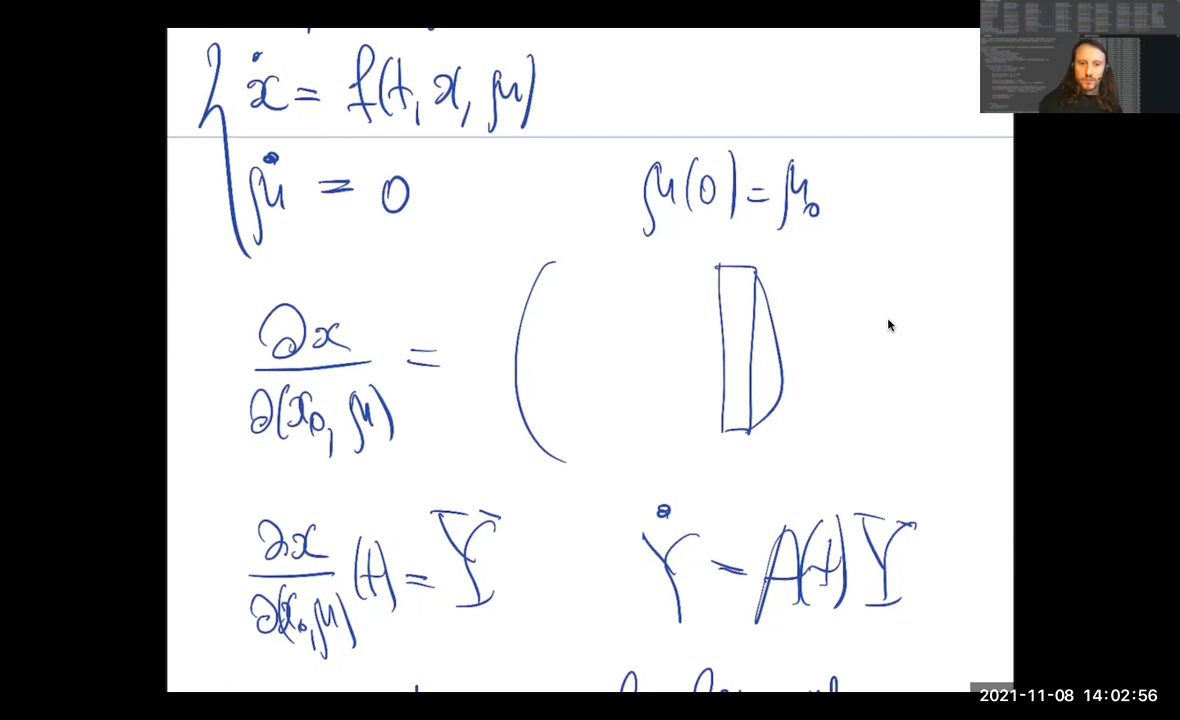 ẋ = f(t, x, μ)
μ̇ = 0 μ(0) = μ₀
∂x/∂(x₀, μ) = ( )
∂x/∂(x₀, μ) (t) = Y Ẏ = A(t) Y
2021-11-08 14:02:56